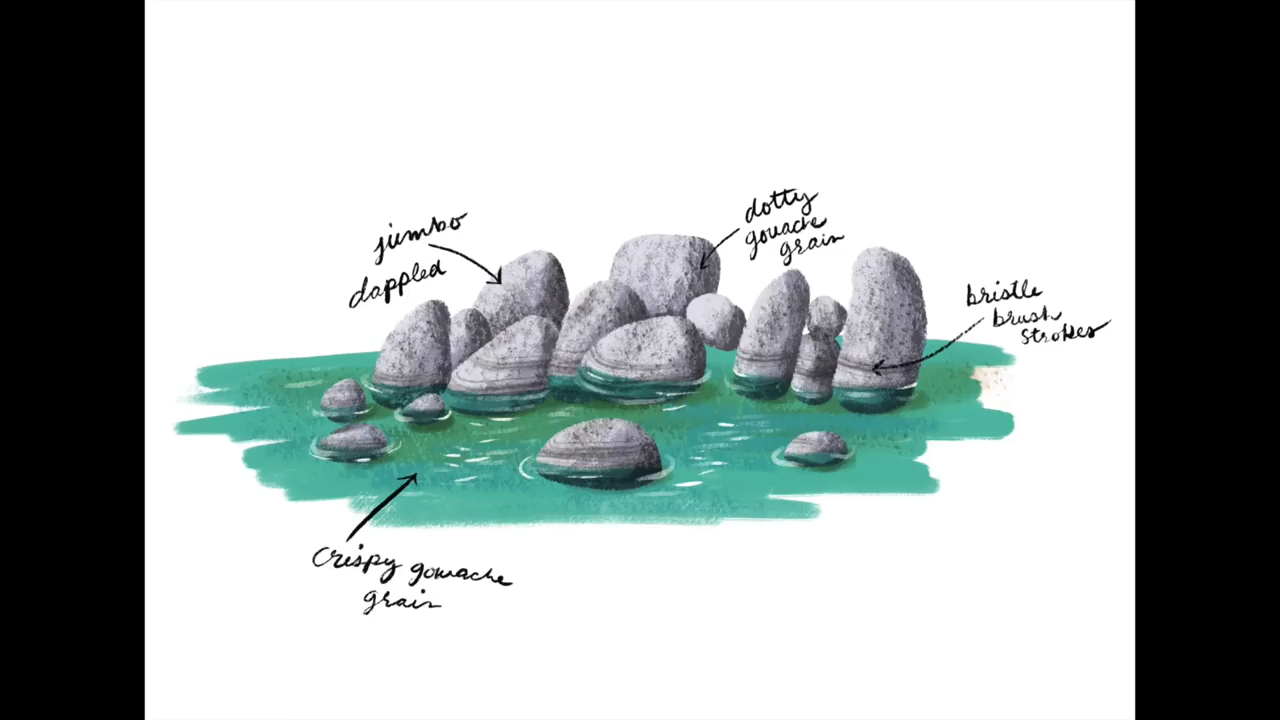 jumbo
dappled
dotty
gouache
grain
bristle
brush
strokes
crispy gouache
grain